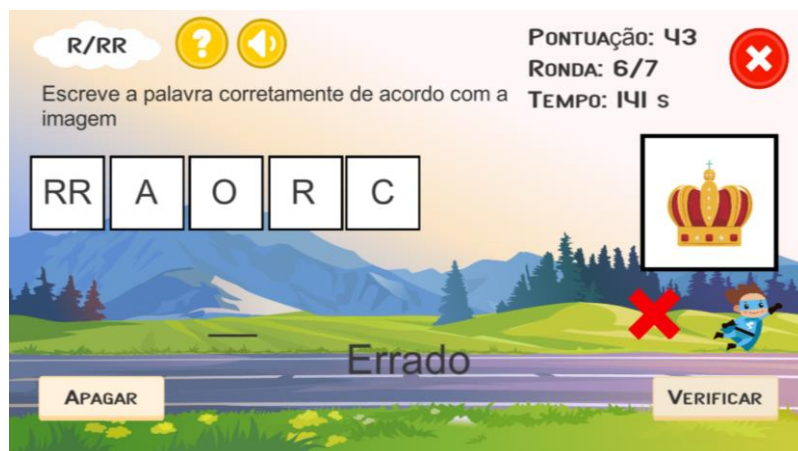 R/RR
?
PONTUAçãO: 43
RONDA: 6/7
TEMPO: 141 s
Escreve a palavra corretamente de acordo com a
imagem
RR A O R C
Errado
APAGAR
VERIFICAR